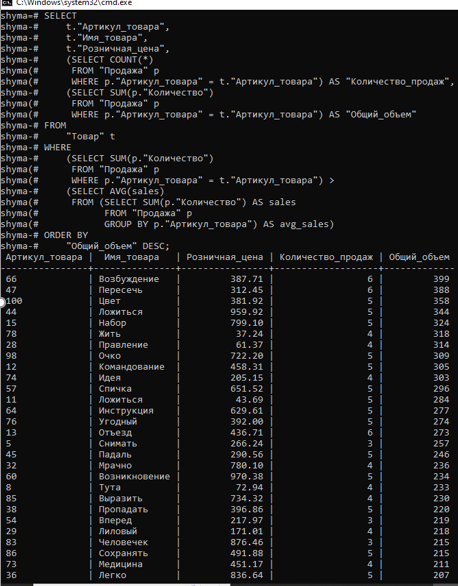 C:\Windows\system32\cmd.exe
shyma=# SELECT
shyma-#     t."Артикул_товара",
shyma-#     t."Имя_товара",
shyma-#     t."Розничная_цена",
shyma-#     (SELECT COUNT(*)
shyma(#      FROM "Продажа" p
shyma(#      WHERE p."Артикул_товара" = t."Артикул_товара") AS "Количество_продаж",
shyma-#     (SELECT SUM(p."Количество")
shyma(#      FROM "Продажа" p
shyma(#      WHERE p."Артикул_товара" = t."Артикул_товара") AS "Общий_объем"
shyma-# FROM
shyma-#     "Товар" t
shyma-# WHERE
shyma-#     (SELECT SUM(p."Количество")
shyma(#      FROM "Продажа" p
shyma(#      WHERE p."Артикул_товара" = t."Артикул_товара") >
shyma-#     (SELECT AVG(sales)
shyma(#      FROM (SELECT SUM(p."Количество") AS sales
shyma(#            FROM "Продажа" p
shyma(#            GROUP BY p."Артикул_товара") AS avg_sales)
shyma-# ORDER BY
shyma-#     "Общий_объем" DESC;
Артикул_товара | Имя_товара | Розничная_цена | Количество_продаж | Общий_объем
---------------+---------------+----------------+-------------------+-------------
66 | Возбуждение | 387.71 | 6 | 399
47 | Пересечь | 312.45 | 6 | 388
100 | Цвет | 381.92 | 5 | 358
44 | Ложиться | 959.92 | 5 | 344
15 | Набор | 799.10 | 5 | 324
78 | Жить | 37.24 | 4 | 318
28 | Правление | 61.37 | 4 | 314
98 | Очко | 722.20 | 5 | 309
12 | Командование | 458.31 | 5 | 305
74 | Идея | 205.15 | 4 | 303
57 | Спичка | 651.52 | 5 | 296
11 | Ложиться | 43.69 | 5 | 284
64 | Инструкция | 629.61 | 5 | 277
76 | Угодный | 392.00 | 5 | 274
13 | Отъезд | 436.71 | 6 | 273
5 | Снимать | 266.24 | 3 | 257
45 | Падаль | 290.56 | 5 | 246
32 | Мрачно | 780.10 | 4 | 236
60 | Возникновение | 970.38 | 5 | 234
8 | Тута | 72.94 | 4 | 233
85 | Выразить | 734.32 | 4 | 230
38 | Пропадать | 396.86 | 5 | 220
54 | Вперед | 217.97 | 3 | 219
29 | Лиловый | 171.01 | 4 | 218
83 | Человечек | 876.46 | 3 | 215
86 | Сохранять | 491.88 | 5 | 215
73 | Медицина | 451.17 | 4 | 211
36 | Легко | 836.64 | 5 | 207